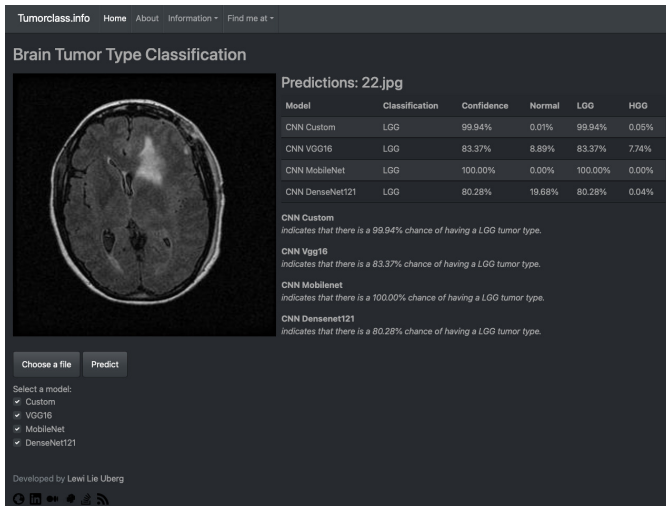 Tumorclass.info Home About Information Find me at
Brain Tumor Type Classification
Predictions: 22.jpg
Model Classification Confidence Normal LGG HGG
CNN Custom LGG 99.94% 0.01% 99.94% 0.05%
CNN VGG16 LGG 83.37% 8.89% 83.37% 7.74%
CNN MobileNet LGG 100.00% 0.00% 100.00% 0.00%
CNN DenseNet121 LGG 80.28% 19.68% 80.28% 0.04%
CNN Custom
indicates that there is a 99.94% chance of having a LGG tumor type.
CNN Vgg16
indicates that there is a 83.37% chance of having a LGG tumor type.
CNN Mobilenet
indicates that there is a 100.00% chance of having a LGG tumor type.
CNN Densenet121
indicates that there is a 80.28% chance of having a LGG tumor type.
Choose a file Predict
Select a model:
Custom
VGG16
MobileNet
DenseNet121
Developed by Lewi Lie Uberg